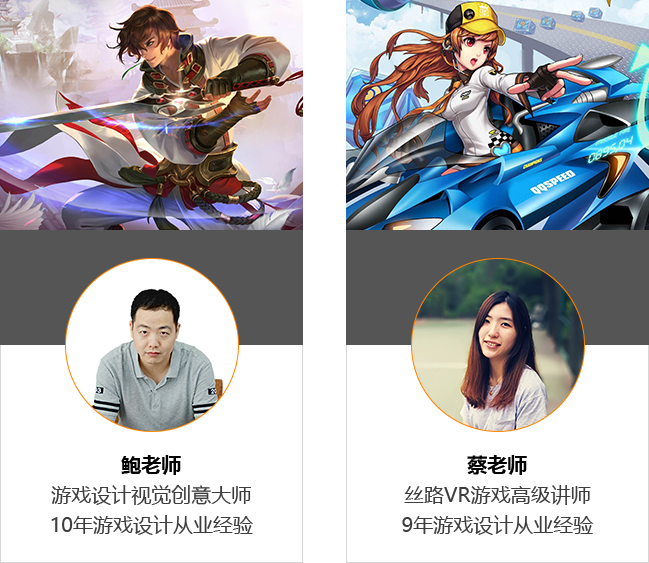 CHAMPIONS
QQSPEED
鲍老师
游戏设计视觉创意大师
10年游戏设计从业经验
蔡老师
丝路VR游戏高级讲师
9年游戏设计从业经验